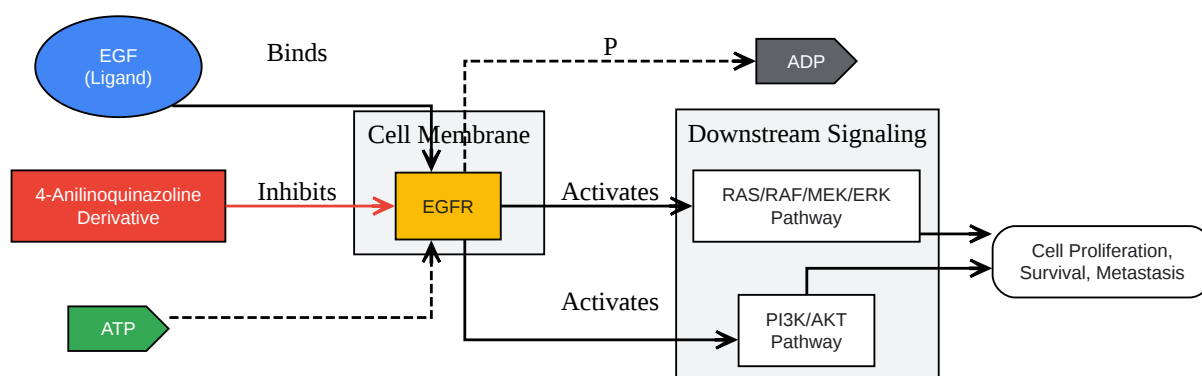 EGF
(Ligand)
Binds
P
ADP
Cell Membrane
Downstream Signaling
4-Anilinoquinazoline
Derivative
Inhibits
EGFR
Activates
RAS/RAF/MEK/ERK
Pathway
Cell Proliferation,
Survival, Metastasis
ATP
Activates
PI3K/AKT
Pathway